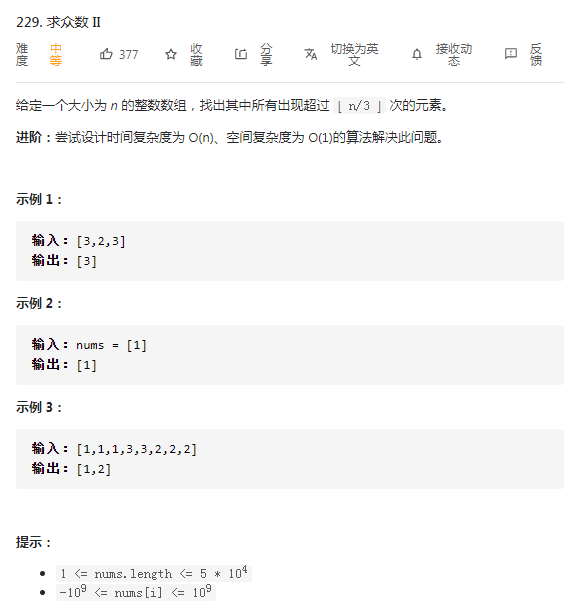 229. 求众数 II
难度 中等 377 收藏 分享 切换为英文 接收动态 反馈
给定一个大小为 n 的整数数组，找出其中所有出现超过 ⌊ n/3 ⌋ 次的元素。
进阶：尝试设计时间复杂度为 O(n)、空间复杂度为 O(1)的算法解决此问题。
示例 1：
输入：[3,2,3]
输出：[3]
示例 2：
输入：nums = [1]
输出：[1]
示例 3：
输入：[1,1,1,3,3,2,2,2]
输出：[1,2]
提示：
1 <= nums.length <= 5 * 10⁴
-10⁹ <= nums[i] <= 10⁹